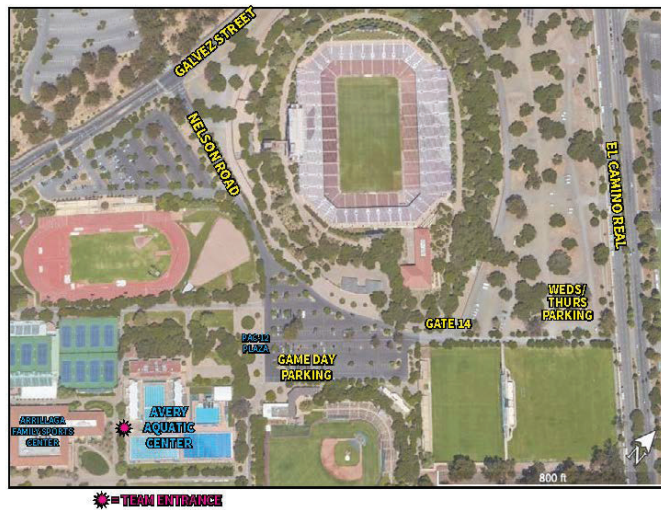 GALVEZ STREET
NELSON ROAD
EL CAMINO REAL
WEDS/
THURS
PARKING
GATE 14
PAC-12
PLAZA
GAME DAY
PARKING
AVERY
AQUATIC
CENTER
ARRILLAGA
FAMILY SPORTS
CENTER
N
800 ft
= TEAM ENTRANCE